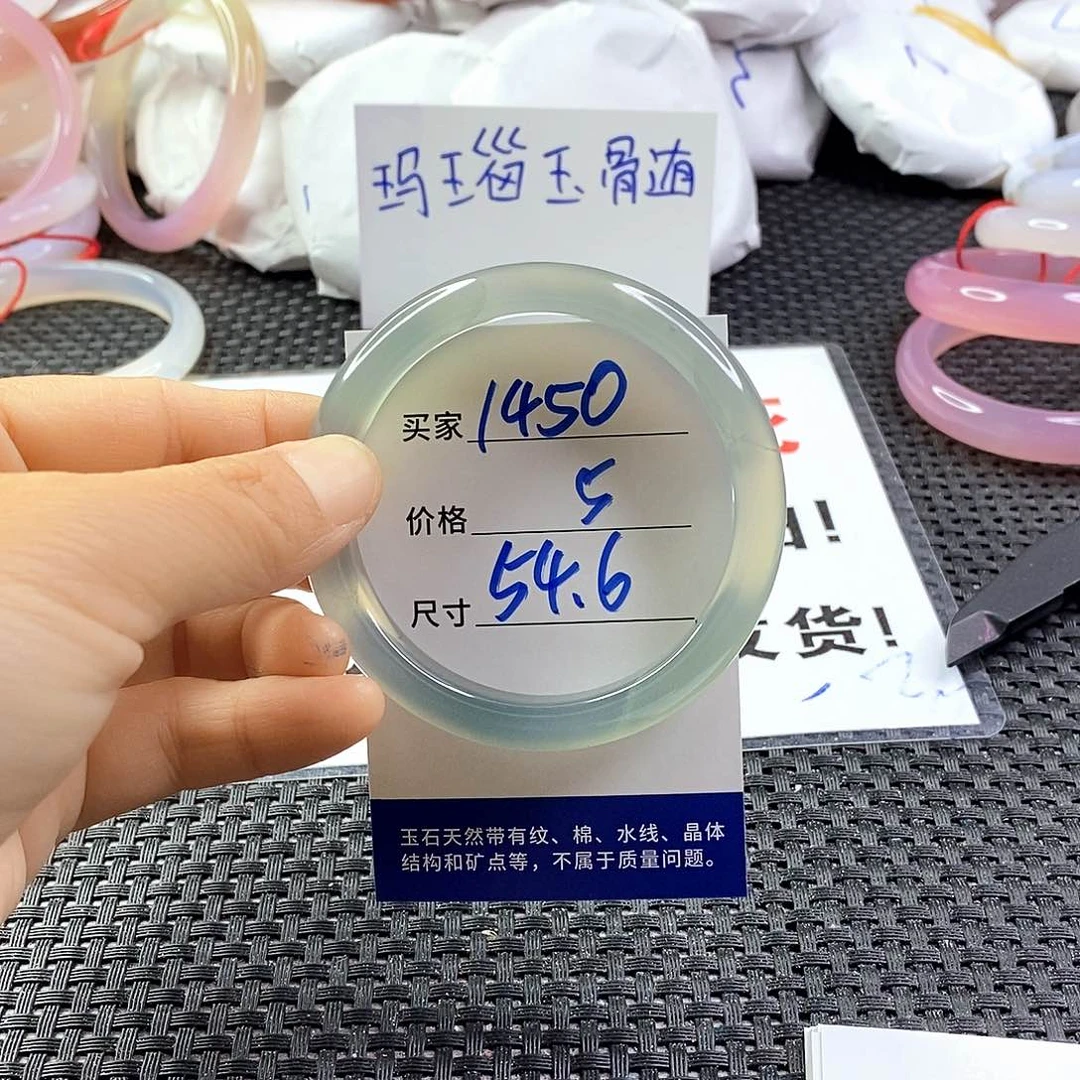 玛瑙玉骨髓
买家 1450
价格 5
尺寸 54.6
玉石天然带有纹、棉、水线、晶体
结构和矿点等，不属于质量问题。
发货！